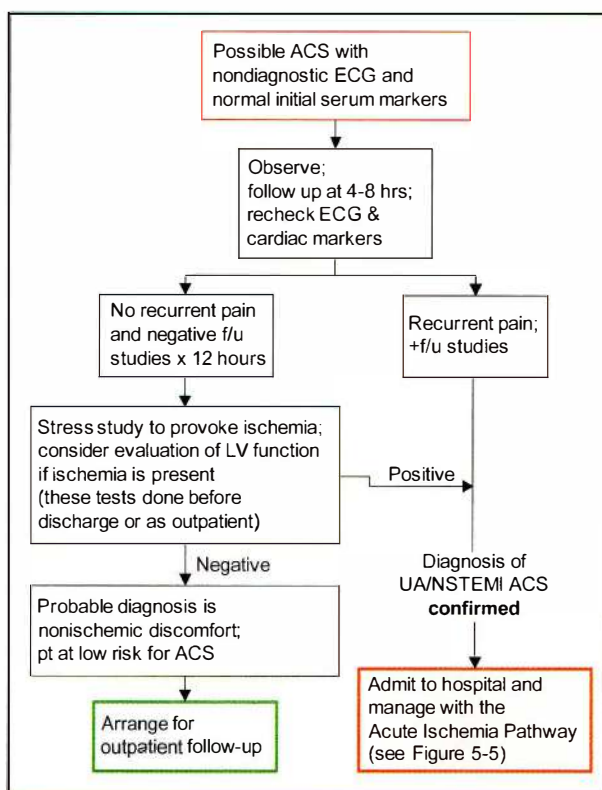 Possible ACS with
nondiagnostic ECG and
normal initial serum markers
Observe;
follow up at 4-8 hrs;
recheck ECG &
cardiac markers
No recurrent pain
and negative f/u
studies x 12 hours
Recurrent pain;
+f/u studies
Stress study to provoke ischemia;
consider evaluation of LV function
if ischemia is present
(these tests done before
discharge or as outpatient)
Positive
Negative
Diagnosis of
UA/NSTEMI ACS
confirmed
Probable diagnosis is
nonischemic discomfort;
pt at low risk for ACS
Admit to hospital and
manage with the
Acute Ischemia Pathway
(see Figure 5-5)
Arrange for
outpatient follow-up